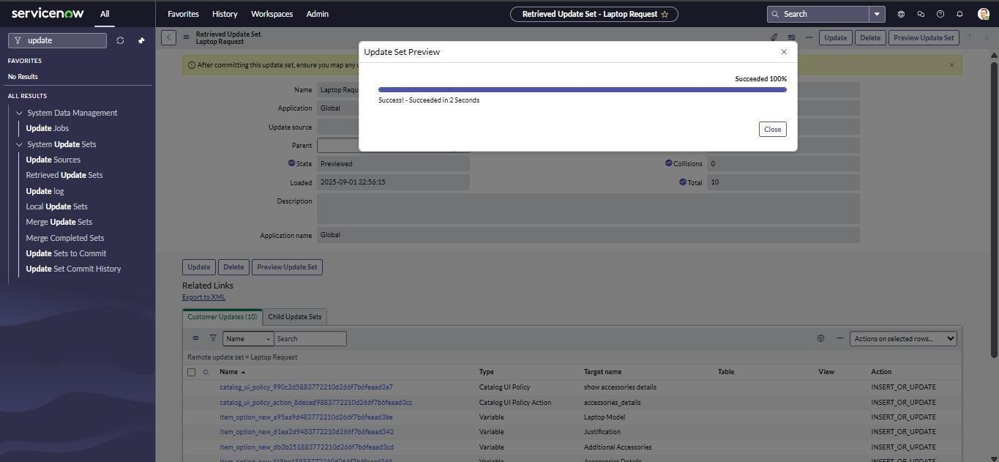 servicenow
All
Favorites History Workspaces Admin
Retrieved Update Set - Laptop Request
Search
update
FAVORITES
No Results
ALL RESULTS
System Data Management
Update Jobs
System Update Sets
Update Sources
Retrieved Update Sets
Update log
Local Update Sets
Merge Update Sets
Merge Completed Sets
Update Sets to Commit
Update Set Commit History
Retrieved Update Set
Laptop Request
Update Delete Preview Update Set
After committing this update set, ensure you map any
Update Set Preview
Succeeded 100%
Success! - Succeeded in 2 Seconds
Close
Name Laptop Requ
Application Global
Update source
Parent
State Previewed
Collisions 0
Loaded 2025-09-01 22:56:15
Total 10
Description
Application name Global
Update Delete Preview Update Set
Related Links
Export to XML
Customer Updates (10) Child Update Sets
Name Search Actions on selected rows...
Remote update set = Laptop Request
Name Type Target name Table View Action
catalog_ui_policy_990c2d5883772210d266f7b6feaad3a7 Catalog UI Policy show accessories details INSERT_OR_UPDATE
catalog_ui_policy_action_8deced9883772210d266f7b6feaad3cc Catalog UI Policy Action accessories_details INSERT_OR_UPDATE
item_option_new_a95aa9d483772210d266f7b6feaad3be Variable Laptop Model INSERT_OR_UPDATE
item_option_new_d1ea2d9483772210d266f7b6feaad342 Variable Justification INSERT_OR_UPDATE
item_option_new_db3b251883772210d266f7b6feaad3cd Variable Additional Accessories INSERT_OR_UPDATE
Variable Accessories Details INSERT_OR_UPDATE